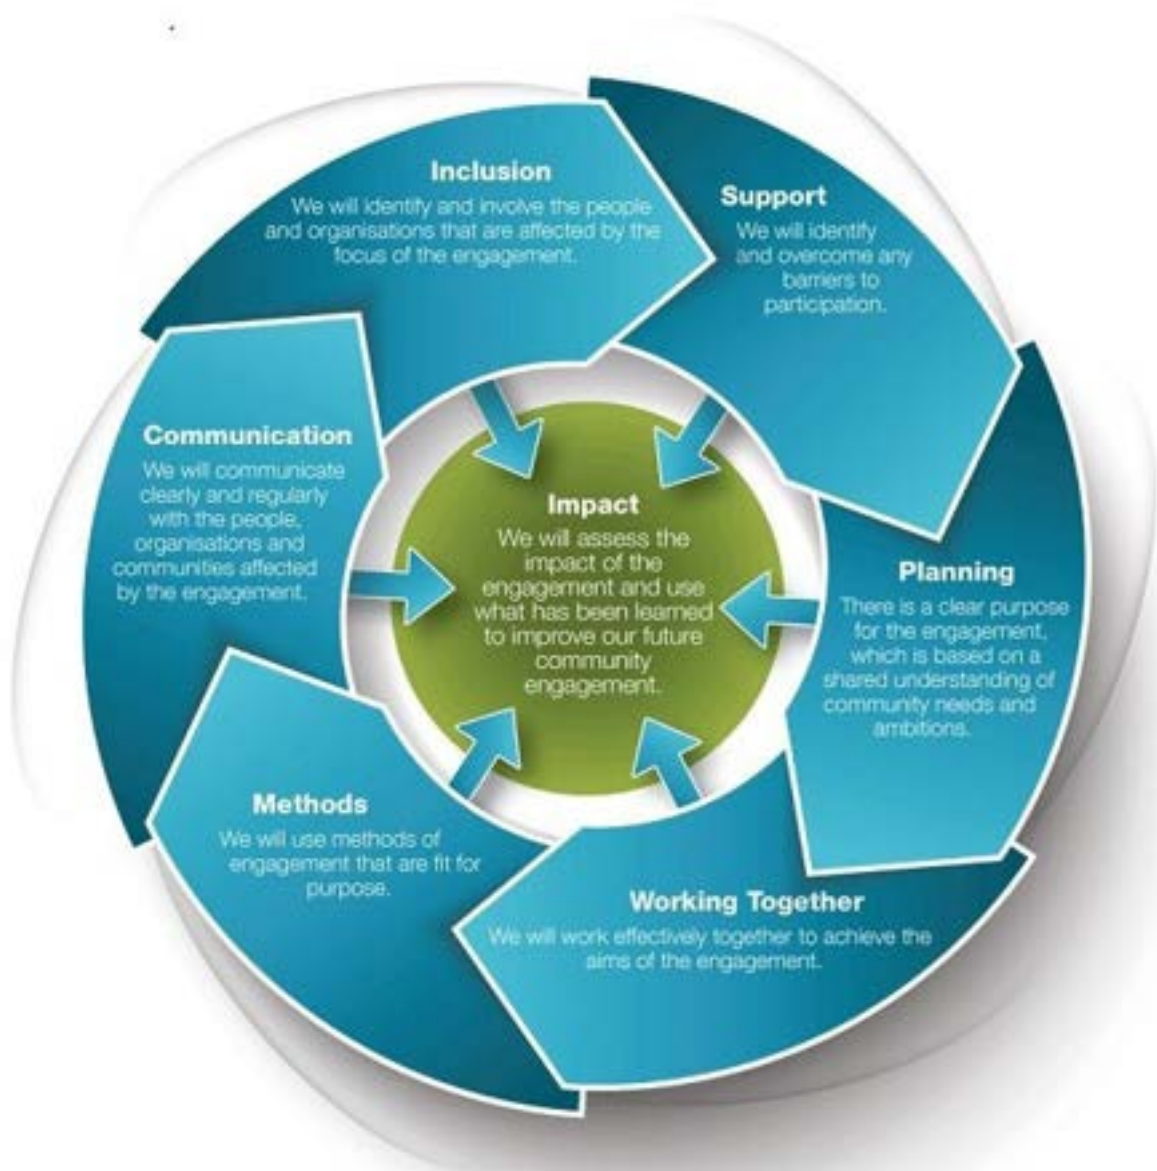 Inclusion
We will identify and involve the people
and organisations that are affected by the
focus of the engagement.
Support
We will identify
and overcome any
barriers to
participation.
Planning
There is a clear purpose
for the engagement,
which is based on a
shared understanding of
community needs and
ambitions.
Working Together
We will work effectively together to achieve the
aims of the engagement.
Methods
We will use methods of
engagement that are fit for
purpose.
Communication
We will communicate
clearly and regularly
with the people,
organisations and
communities affected
by the engagement.
Impact
We will assess the
impact of the
engagement and use
what has been learned
to improve our future
community
engagement.